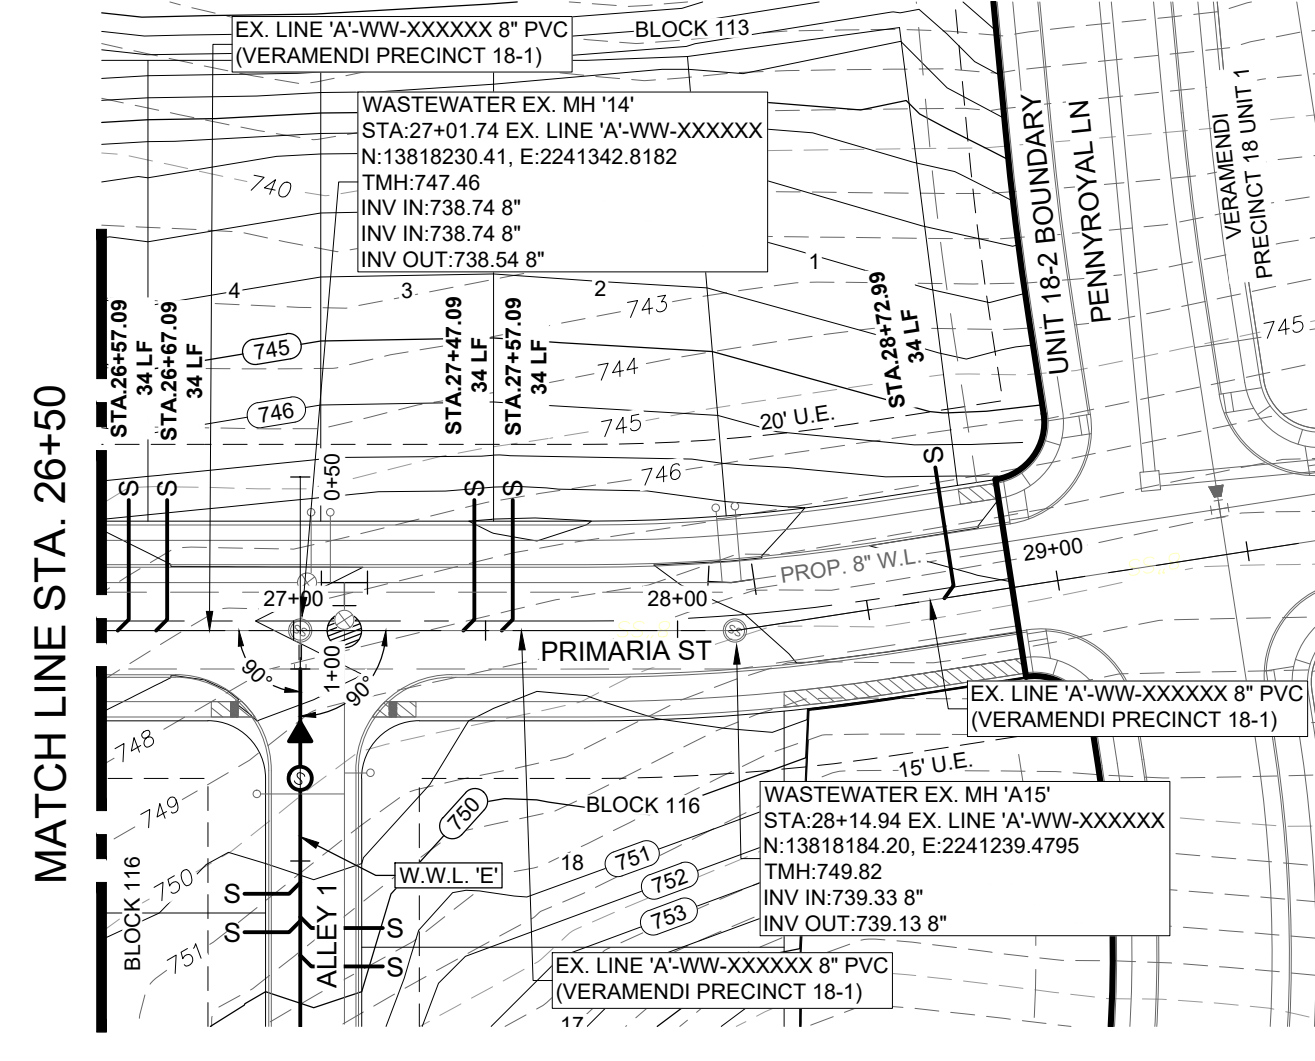 EX. LINE 'A'-WW-XXXXXX 8" PVC
(VERAMENDI PRECINCT 18-1)
BLOCK 113
WASTEWATER EX. MH '14'
STA:27+01.74 EX. LINE 'A'-WW-XXXXXX
N:13818230.41, E:2241342.8182
TMH:747.46
INV IN:738.74 8"
INV IN:738.74 8"
INV OUT:738.54 8"
740
UNIT 18-2 BOUNDARY
PENNYROYAL LN
VERAMENDI
PRECINCT 18 UNIT 1
4
3
2
1
743
745
744
745
746
745
746
STA.26+57.09
34 LF
STA.26+67.09
34 LF
STA.27+47.09
34 LF
STA.27+57.09
34 LF
STA.28+72.99
34 LF
20' U.E.
MATCH LINE STA. 26+50
S
S
S
S
S
0+50
27+00
28+00
29+00
PROP. 8" W.L.
SS
SS
PRIMARIA ST
90°
1+00
90°
EX. LINE 'A'-WW-XXXXXX 8" PVC
(VERAMENDI PRECINCT 18-1)
748
749
750
751
S
15' U.E.
750
BLOCK 116
WASTEWATER EX. MH 'A15'
STA:28+14.94 EX. LINE 'A'-WW-XXXXXX
N:13818184.20, E:2241239.4795
TMH:749.82
INV IN:739.33 8"
INV OUT:739.13 8"
W.W.L. 'E'
18
751
752
753
BLOCK 116
S
S
S
S
ALLEY 1
EX. LINE 'A'-WW-XXXXXX 8" PVC
(VERAMENDI PRECINCT 18-1)
17